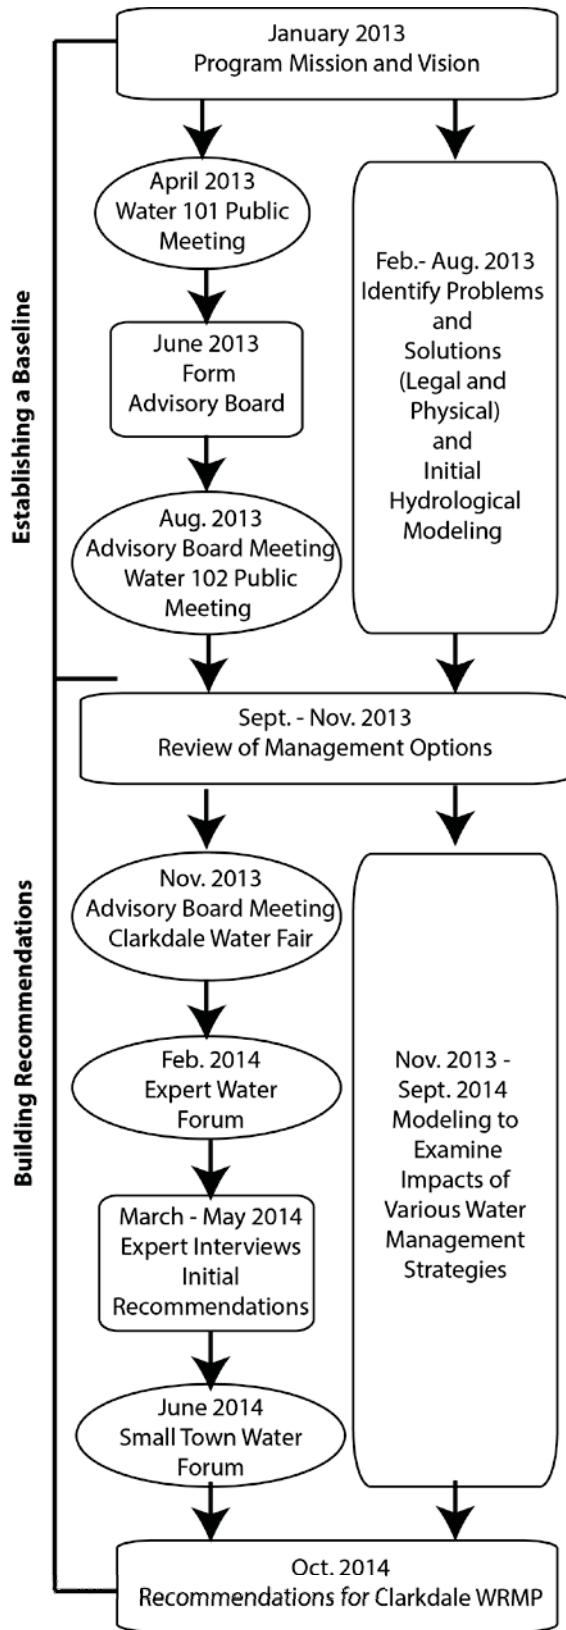 January 2013
Program Mission and Vision
April 2013
Water 101 Public
Meeting
Feb.- Aug. 2013
Identify Problems
and
Solutions
(Legal and
Physical)
and
Initial
Hydrological
Modeling
June 2013
Form
Advisory Board
Aug. 2013
Advisory Board Meeting
Water 102 Public
Meeting
Establishing a Baseline
Sept. - Nov. 2013
Review of Management Options
Nov. 2013
Advisory Board Meeting
Clarkdale Water Fair
Feb. 2014
Expert Water
Forum
March - May 2014
Expert Interviews
Initial
Recommendations
June 2014
Small Town Water
Forum
Nov. 2013 -
Sept. 2014
Modeling to
Examine
Impacts of
Various Water
Management
Strategies
Building Recommendations
Oct. 2014
Recommendations for Clarkdale WRMP